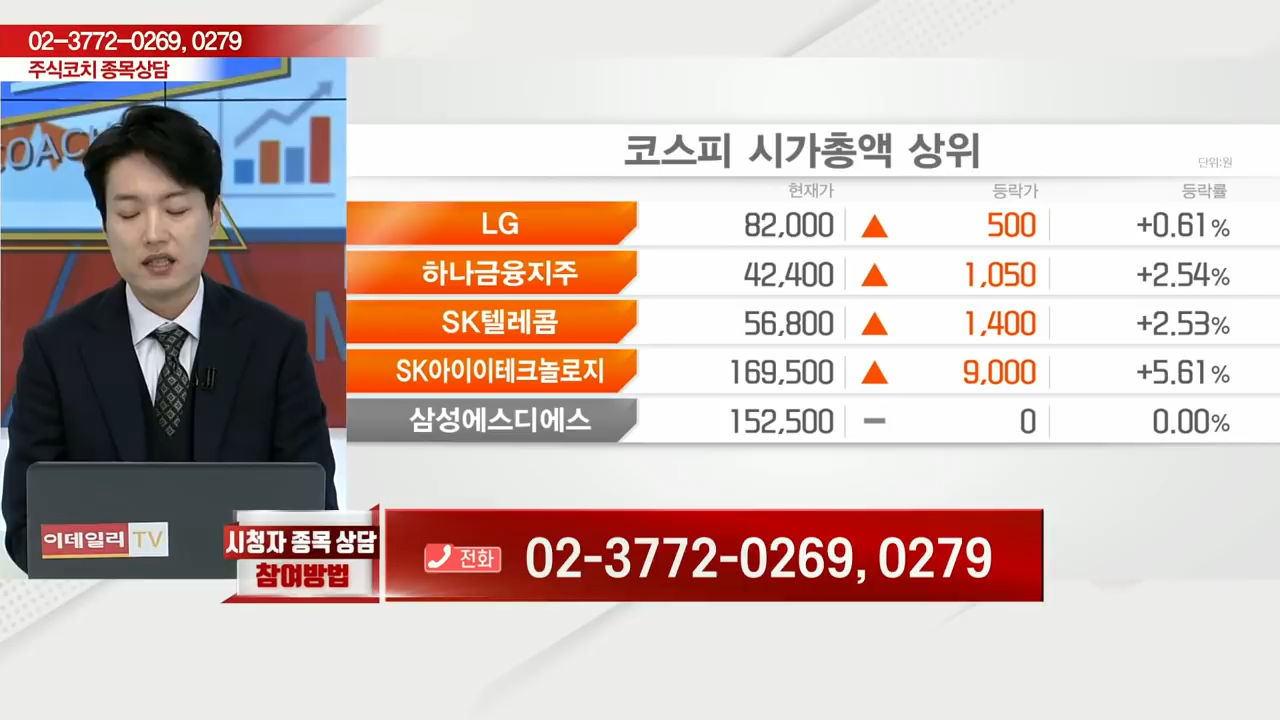 02-3772-0269, 0279
주식코치 종목상담
COACH
M
코스피 시가총액 상위
단위:원
현재가 등락가 등락률
LG 82,000 ▲ 500 +0.61%
하나금융지주 42,400 ▲ 1,050 +2.54%
SK텔레콤 56,800 ▲ 1,400 +2.53%
SK아이이테크놀로지 169,500 ▲ 9,000 +5.61%
삼성에스디에스 152,500 - 0 0.00%
이데일리 TV
시청자 종목 상담
참여방법
전화 02-3772-0269, 0279